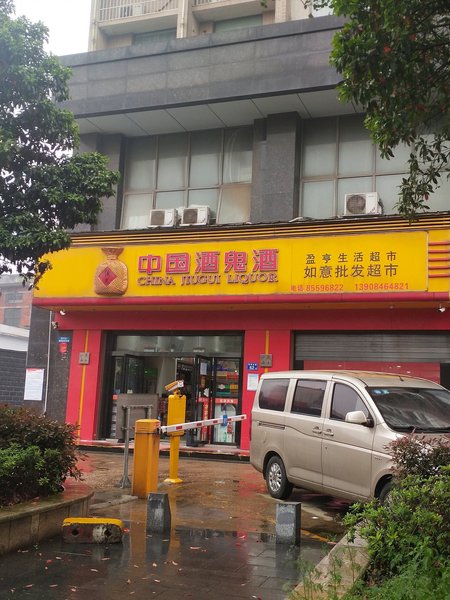 中国酒鬼酒
CHINA JIUGUI LIQUOR
盈亨生活超市
如意批发超市
电话 85596822 13908464821